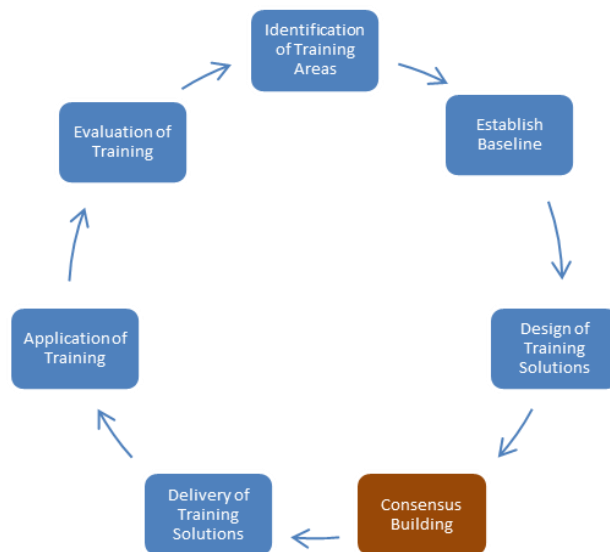 Identification
of Training
Areas
Establish
Baseline
Design of
Training
Solutions
Consensus
Building
Delivery of
Training
Solutions
Application of
Training
Evaluation of
Training